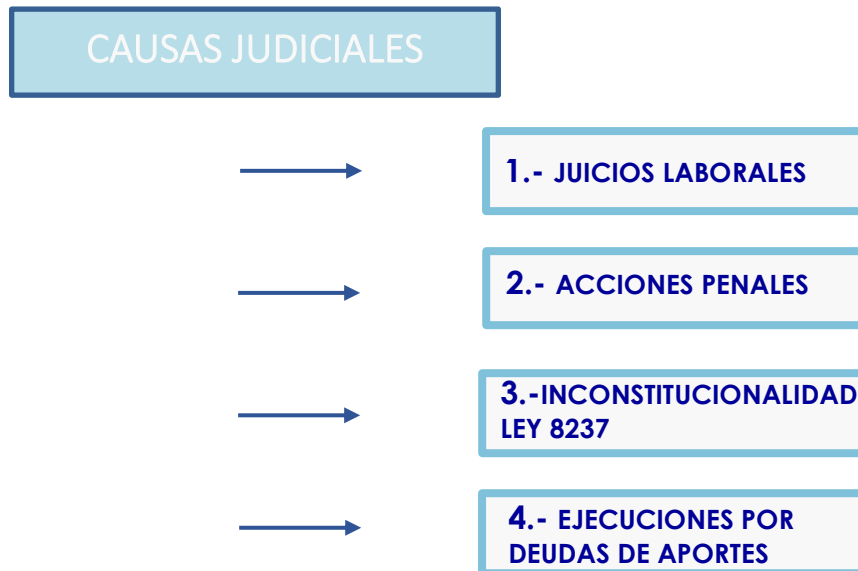 CAUSAS JUDICIALES
1.- JUICIOS LABORALES
2.- ACCIONES PENALES
3.-INCONSTITUCIONALIDAD
LEY 8237
4.- EJECUCIONES POR
DEUDAS DE APORTES